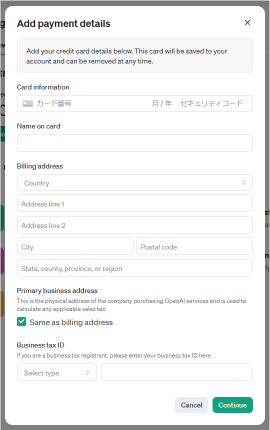 Add payment details
Add your credit card details below. This card will be saved to your
account and can be removed at any time.
Card information
カード番号 月 / 年 セキュリティコード
Name on card
Billing address
Country
Address line 1
Address line 2
City Postal code
State, county, province, or region
Primary business address
This is the physical address of the company purchasing OpenAI services and is used to
calculate any applicable sales tax.
Same as billing address
Business tax ID
If you are a business tax registrant, please enter your business tax ID here.
Select type
Cancel Continue